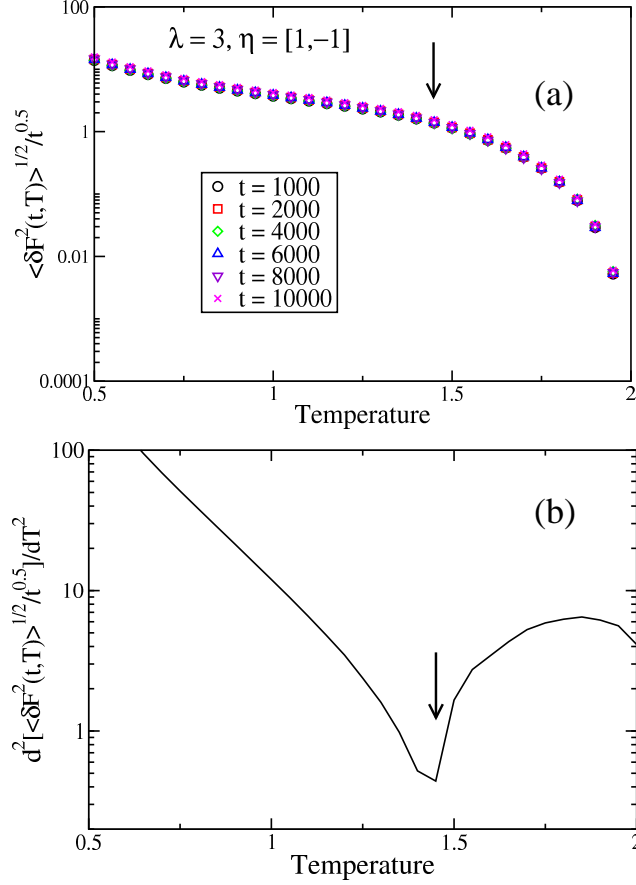 100
λ = 3, η = [1,−1]
(a)
1
0.01
0.0001
<δF²(t,T)>^1/2/t^0.5
t = 1000
t = 2000
t = 4000
t = 6000
t = 8000
t = 10000
0.5 1 1.5 2
Temperature
100
(b)
10
1
d²[<δF²(t,T)>^1/2/t^0.5]/dT²
0.5 1 1.5 2
Temperature